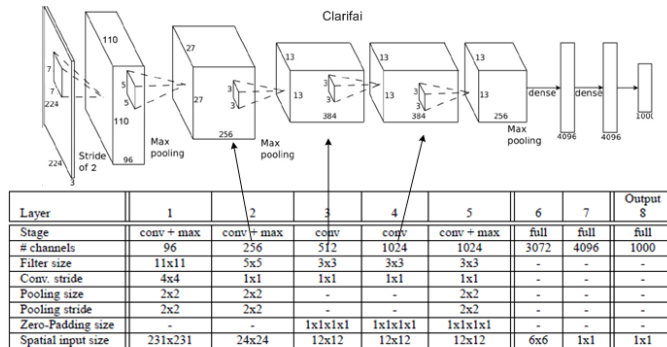 Clarifai
110
7
7
224
224
3
Stride
of 2
110
96
5
5
Max
pooling
27
27
256
3
3
Max
pooling
13
13
3
3
384
13
13
3
3
384
13
13
256
Max
pooling
dense
4096
dense
4096
1000
Layer 1 2 3 4 5 6 7 Output 8
Stage conv + max conv + max conv conv conv + max full full full
# channels 96 256 512 1024 1024 3072 4096 1000
Filter size 11x11 5x5 3x3 3x3 3x3 - - -
Conv. stride 4x4 1x1 1x1 1x1 1x1 - - -
Pooling size 2x2 2x2 - - 2x2 - - -
Pooling stride 2x2 2x2 - - 2x2 - - -
Zero-Padding size - - 1x1x1x1 1x1x1x1 1x1x1x1 - - -
Spatial input size 231x231 24x24 12x12 12x12 12x12 6x6 1x1 1x1